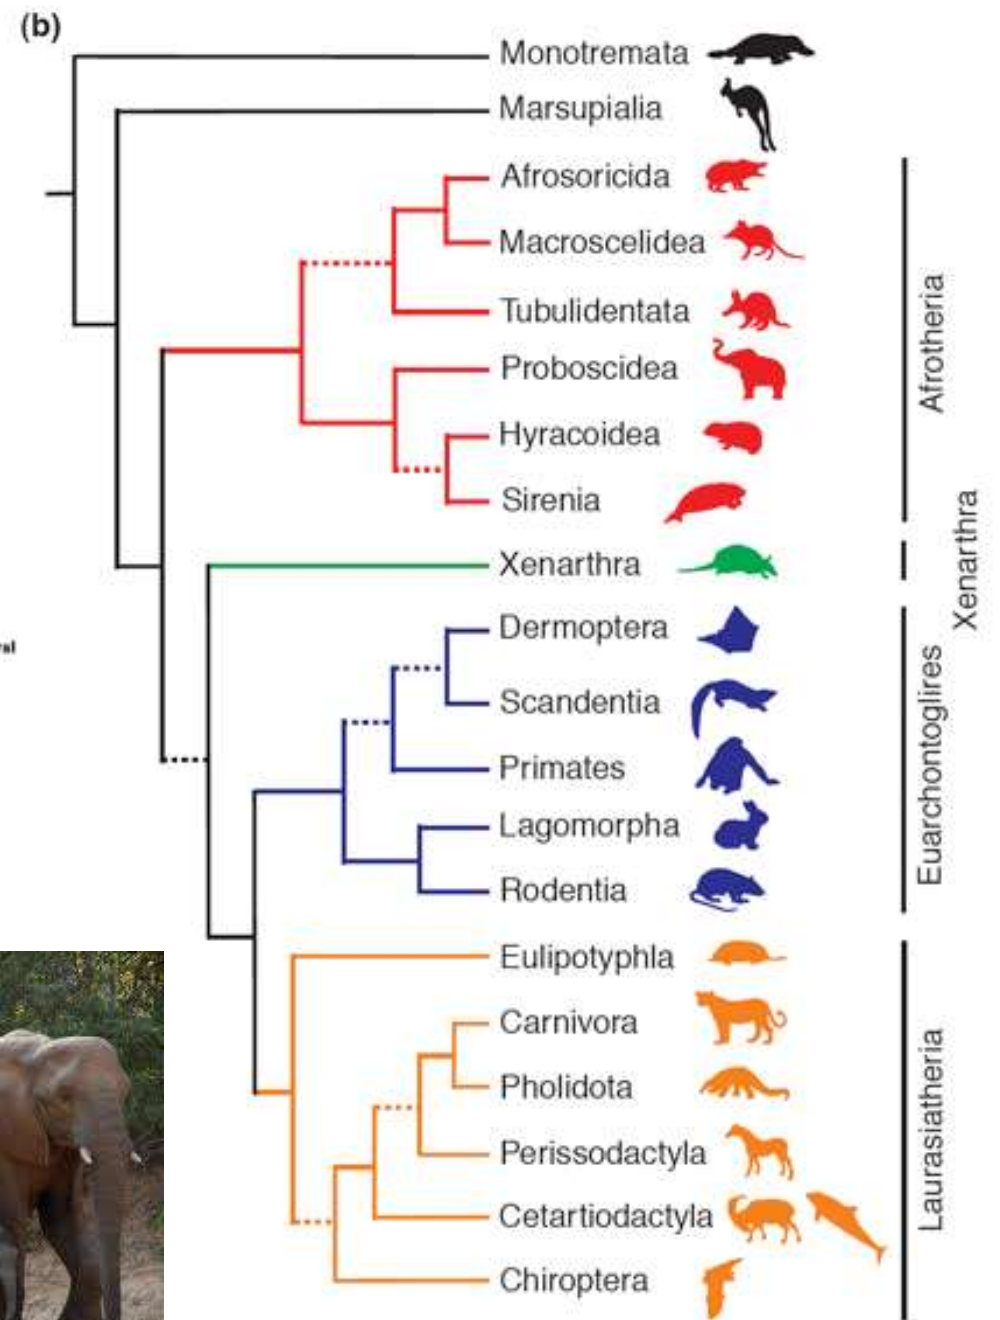 (b)
Monotremata
Marsupialia
Afrosoricida
Macroscelidea
Tubulidentata
Proboscidea
Hyracoidea
Sirenia
Afrotheria
Xenarthra
Xenarthra
Dermoptera
Scandentia
Primates
Lagomorpha
Rodentia
Euarchontoglires
Eulipotyphla
Carnivora
Pholidota
Perissodactyla
Cetartiodactyla
Chiroptera
Laurasiatheria